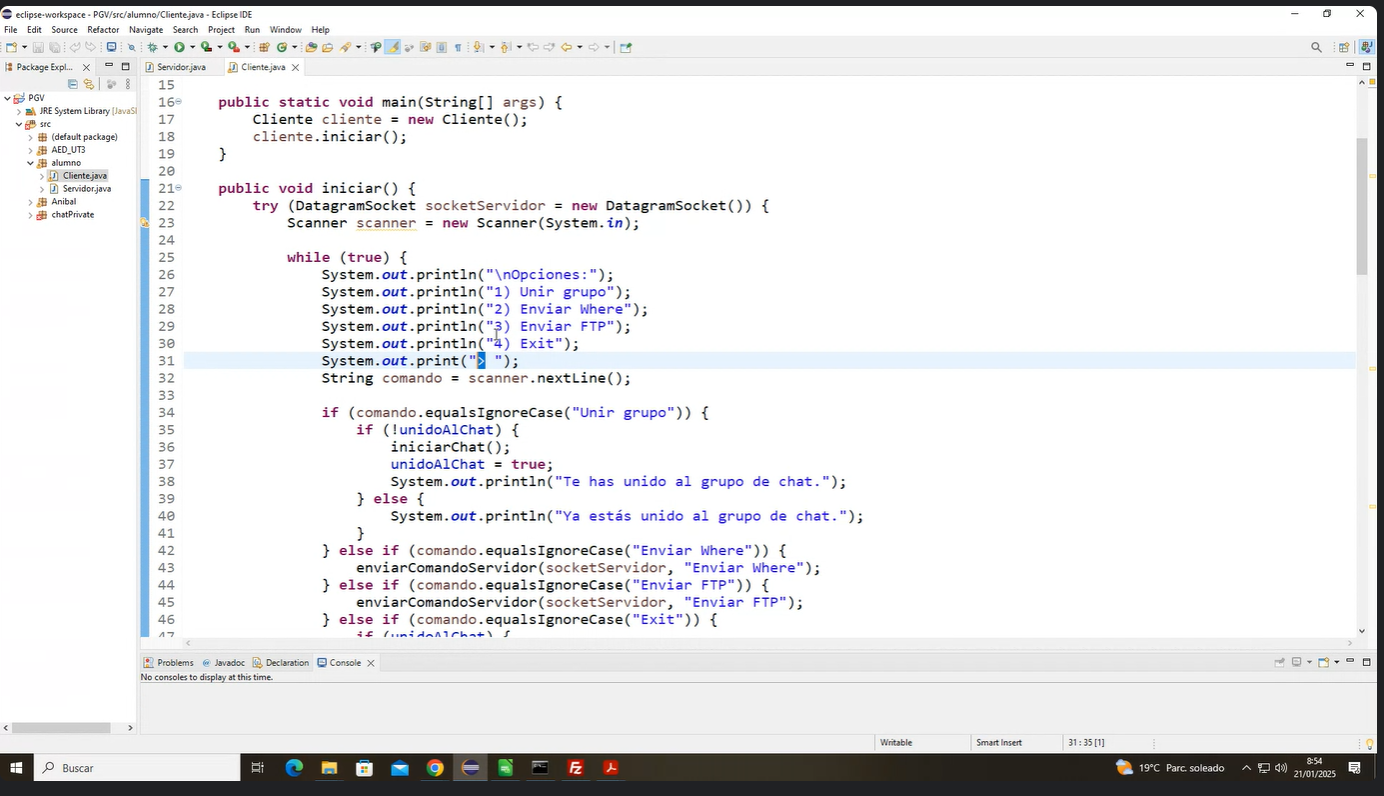 eclipse-workspace - PGV/src/alumno/Cliente.java - Eclipse IDE
File Edit Source Refactor Navigate Search Project Run Window Help
Package Expl...
Servidor.java
Cliente.java
PGV
JRE System Library [JavaS
src
(default package)
AED_UT3
alumno
Cliente.java
Servidor.java
Anibal
chatPrivate
15
16 public static void main(String[] args) {
17 Cliente cliente = new Cliente();
18 cliente.iniciar();
19 }
20
21 public void iniciar() {
22 try (DatagramSocket socketServidor = new DatagramSocket()) {
23 Scanner scanner = new Scanner(System.in);
24
25 while (true) {
26 System.out.println("\nOpciones:");
27 System.out.println("1) Unir grupo");
28 System.out.println("2) Enviar Where");
29 System.out.println("3) Enviar FTP");
30 System.out.println("4) Exit");
31 System.out.print("> ");
32 String comando = scanner.nextLine();
33
34 if (comando.equalsIgnoreCase("Unir grupo")) {
35 if (!unidoAlChat) {
36 iniciarChat();
37 unidoAlChat = true;
38 System.out.println("Te has unido al grupo de chat.");
39 } else {
40 System.out.println("Ya estás unido al grupo de chat.");
41 }
42 } else if (comando.equalsIgnoreCase("Enviar Where")) {
43 enviarComandoServidor(socketServidor, "Enviar Where");
44 } else if (comando.equalsIgnoreCase("Enviar FTP")) {
45 enviarComandoServidor(socketServidor, "Enviar FTP");
46 } else if (comando.equalsIgnoreCase("Exit")) {
47 if (unidoAlChat) {
Problems Javadoc Declaration Console
No consoles to display at this time.
Writable Smart Insert 31 : 35 [1]
Buscar
19°C Parc. soleado
8:54
21/01/2025